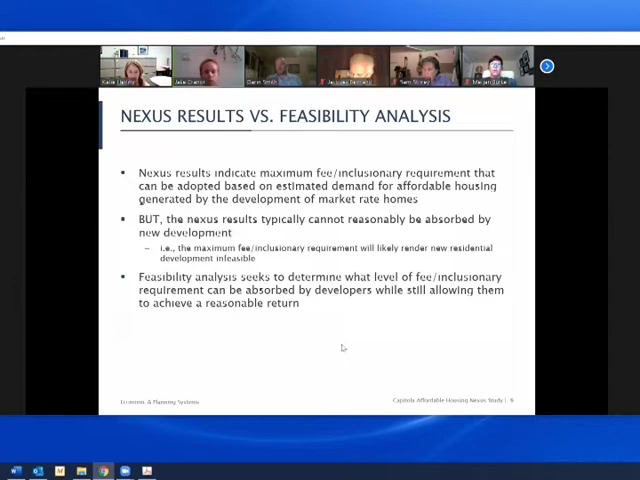 NEXUS RESULTS VS. FEASIBILITY ANALYSIS
Nexus results indicate maximum fee/inclusionary requirement that
can be adopted based on estimated demand for affordable housing
generated by the development of market rate homes
BUT, the nexus results typically cannot reasonably be absorbed by
new development
i.e., the maximum fee/inclusionary requirement will likely render new residential
development infeasible
Feasibility analysis seeks to determine what level of fee/inclusionary
requirement can be absorbed by developers while still allowing them
to achieve a reasonable return
Economic & Planning Systems
Capitola Affordable Housing Nexus Study | 9